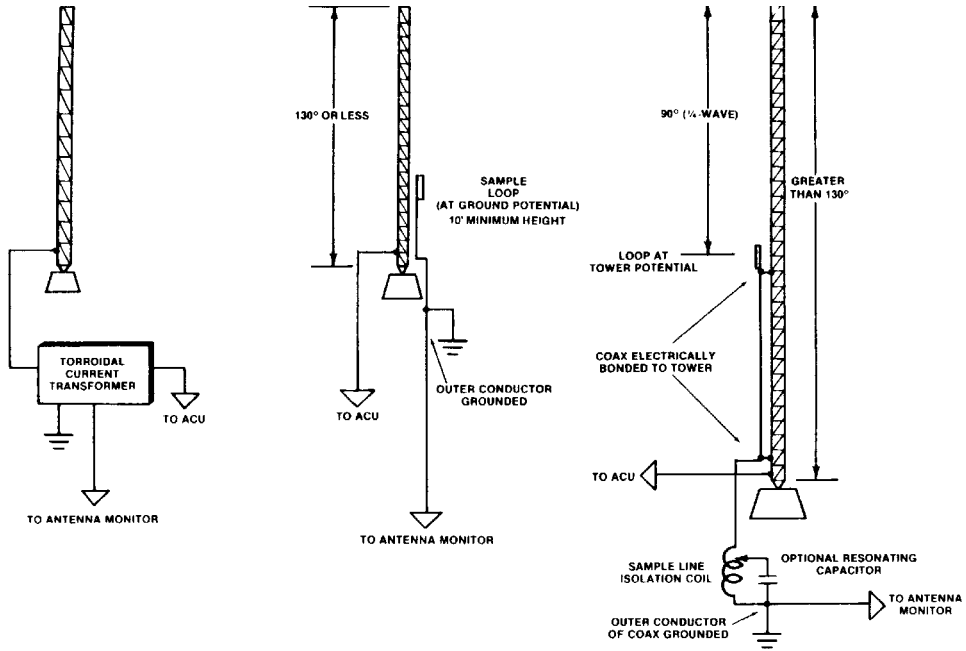 TORROIDAL
CURRENT
TRANSFORMER
TO ACU
TO ANTENNA MONITOR
130° OR LESS
SAMPLE
LOOP
(AT GROUND POTENTIAL)
10' MINIMUM HEIGHT
OUTER CONDUCTOR
GROUNDED
TO ACU
TO ANTENNA MONITOR
90° (¼-WAVE)
GREATER
THAN 130°
LOOP AT
TOWER POTENTIAL
COAX ELECTRICALLY
BONDED TO TOWER
TO ACU
SAMPLE LINE
ISOLATION COIL
OPTIONAL RESONATING
CAPACITOR
TO ANTENNA
MONITOR
OUTER CONDUCTOR
OF COAX GROUNDED